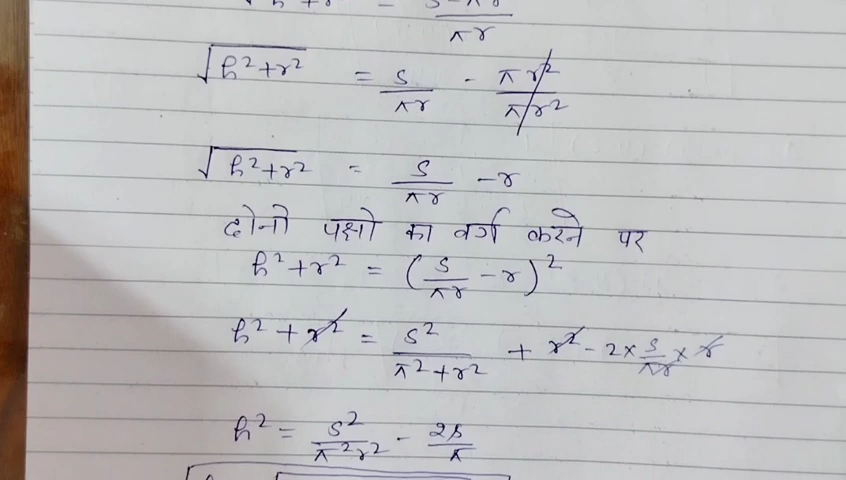 √h²+r² = S/πr - πr²/πr²
√h²+r² = S/πr - r
दोनो पक्षो का वर्ग करने पर
h²+r² = (S/πr - r)²
h² + r² = S²/π²+r² + r² - 2×S/πr×r
h² = S²/π²r² - 2S/π